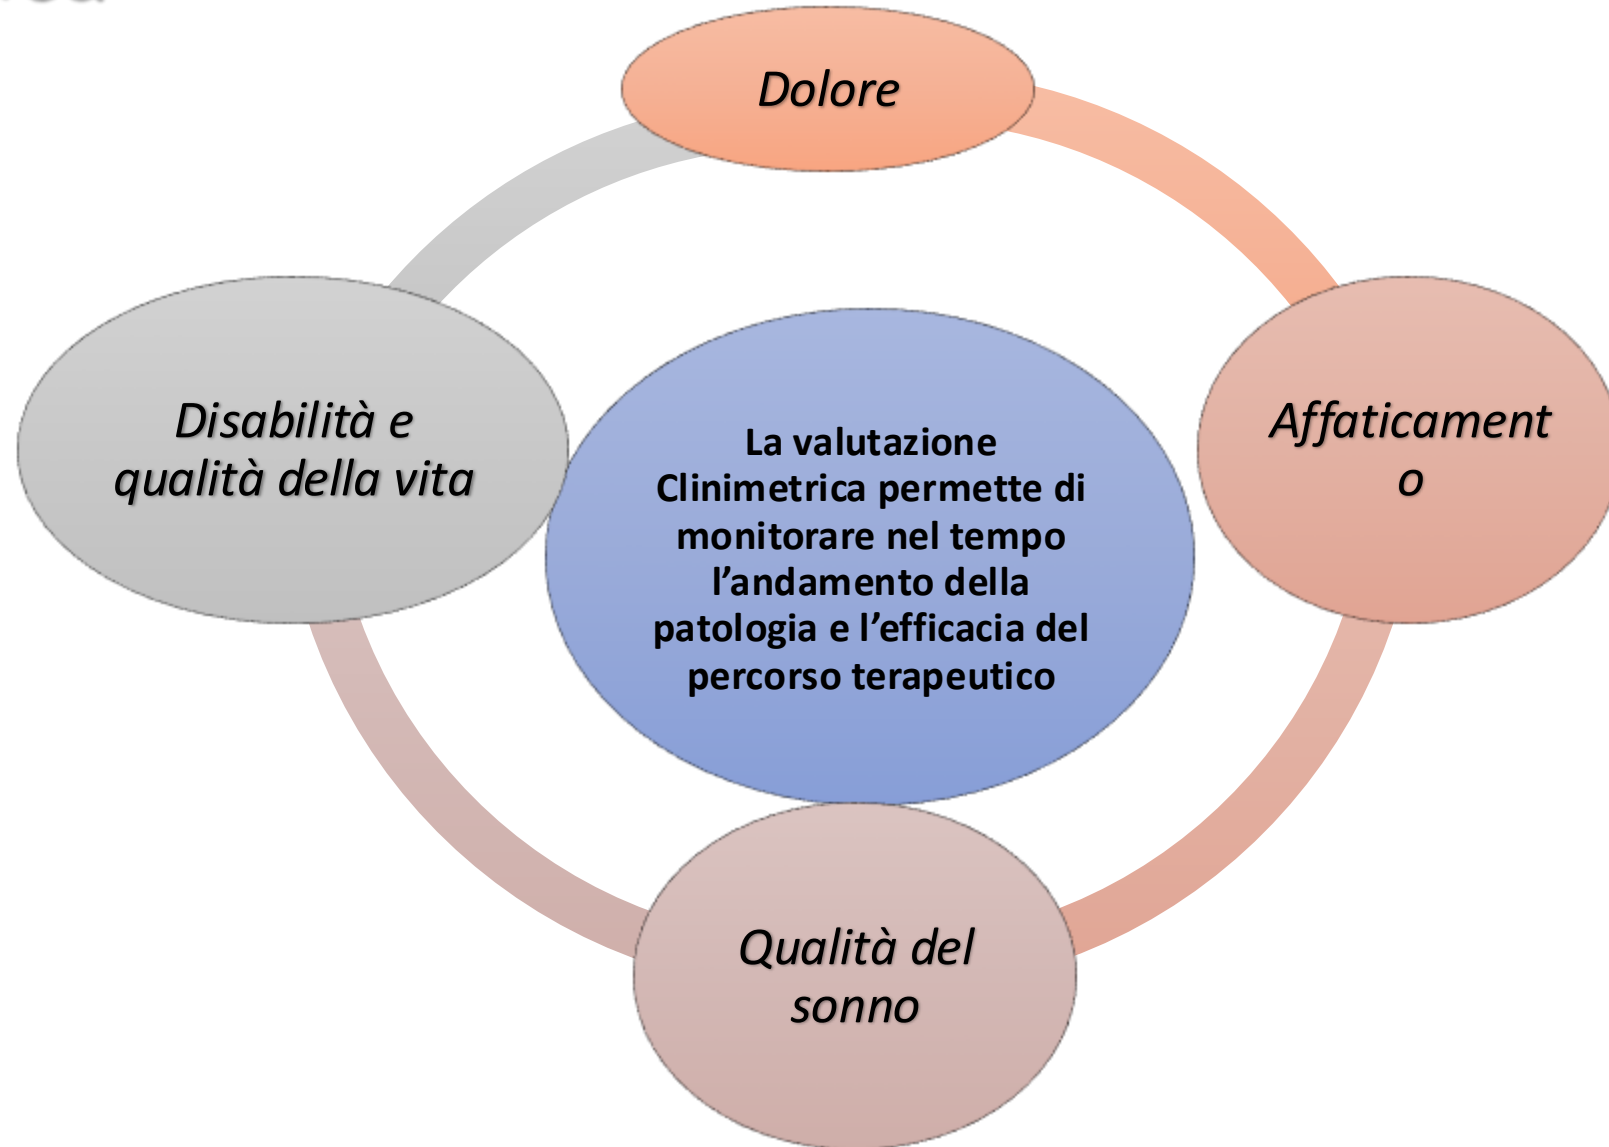 Dolore
Disabilità e
qualità della vita
La valutazione
Clinimetrica permette di
monitorare nel tempo
l’andamento della
patologia e l’efficacia del
percorso terapeutico
Affaticament
o
Qualità del
sonno